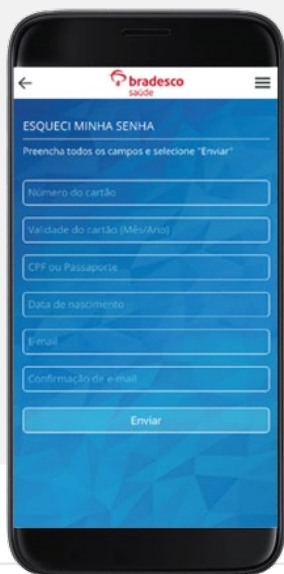 bradesco
saúde
ESQUECI MINHA SENHA
Preencha todos os campos e selecione "Enviar"
Número do cartão
Validade do cartão (Mês/Ano)
CPF ou Passaporte
Data de nascimento
E-mail
Confirmação de e-mail
Enviar